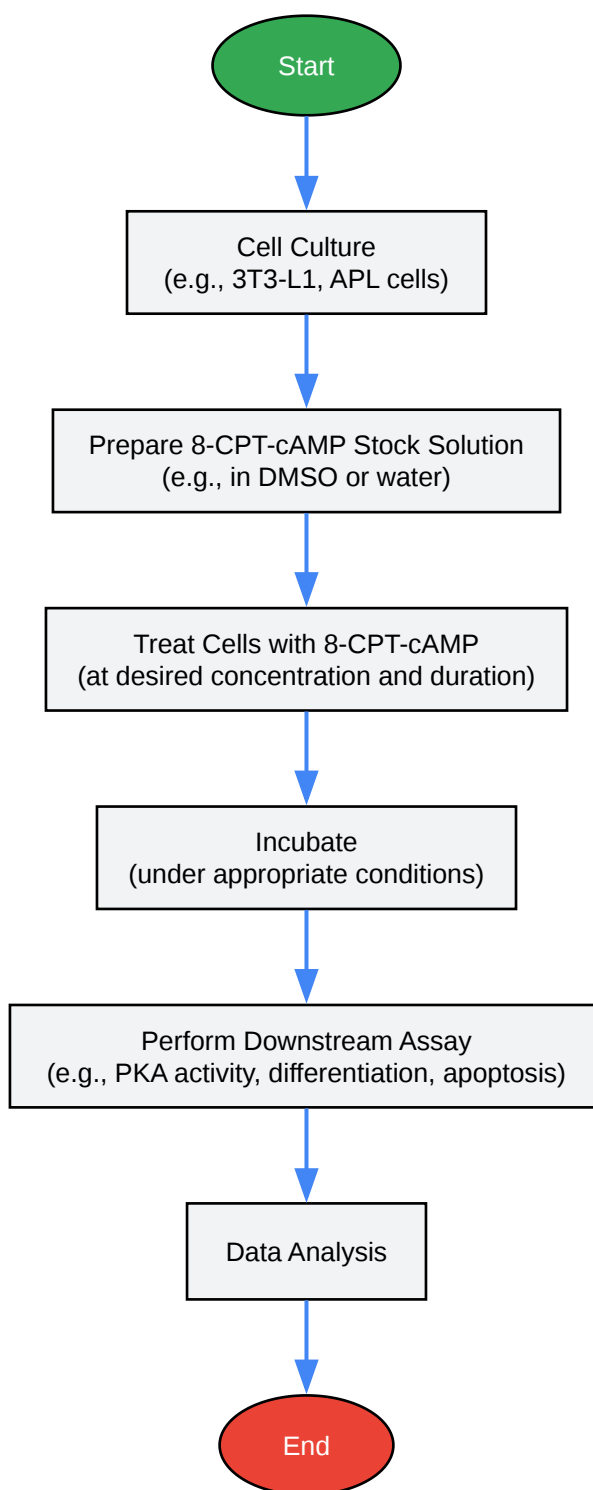 Start
Cell Culture
(e.g., 3T3-L1, APL cells)
Prepare 8-CPT-cAMP Stock Solution
(e.g., in DMSO or water)
Treat Cells with 8-CPT-cAMP
(at desired concentration and duration)
Incubate
(under appropriate conditions)
Perform Downstream Assay
(e.g., PKA activity, differentiation, apoptosis)
Data Analysis
End